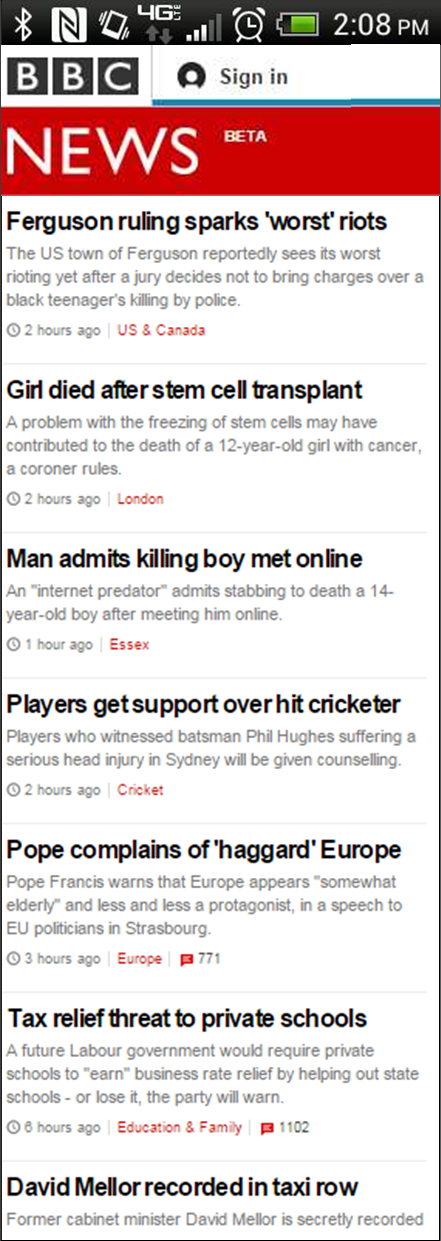 4G LTE 2:08 PM
BBC Sign in
NEWS BETA
Ferguson ruling sparks 'worst' riots
The US town of Ferguson reportedly sees its worst
rioting yet after a jury decides not to bring charges over a
black teenager's killing by police.
2 hours ago | US & Canada
Girl died after stem cell transplant
A problem with the freezing of stem cells may have
contributed to the death of a 12-year-old girl with cancer,
a coroner rules.
2 hours ago | London
Man admits killing boy met online
An "internet predator" admits stabbing to death a 14-
year-old boy after meeting him online.
1 hour ago | Essex
Players get support over hit cricketer
Players who witnessed batsman Phil Hughes suffering a
serious head injury in Sydney will be given counselling.
2 hours ago | Cricket
Pope complains of 'haggard' Europe
Pope Francis warns that Europe appears "somewhat
elderly" and less and less a protagonist, in a speech to
EU politicians in Strasbourg.
3 hours ago | Europe | 771
Tax relief threat to private schools
A future Labour government would require private
schools to "earn" business rate relief by helping out state
schools - or lose it, the party will warn.
6 hours ago | Education & Family | 1102
David Mellor recorded in taxi row
Former cabinet minister David Mellor is secretly recorded